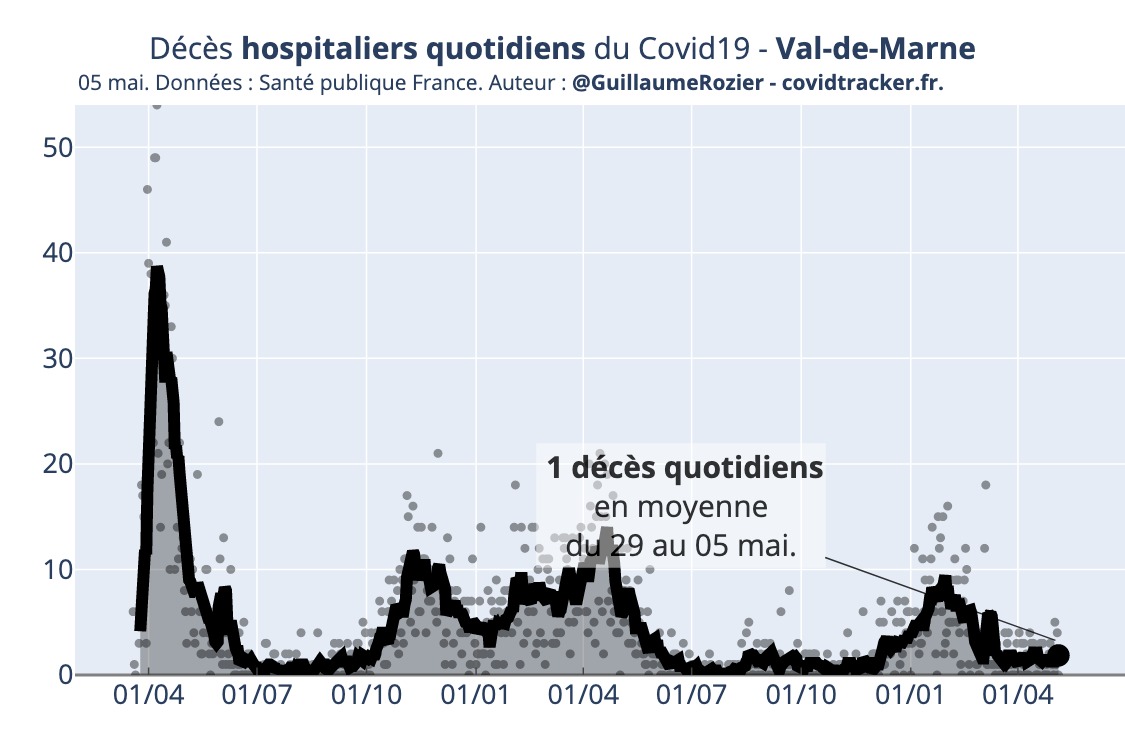 Décès hospitaliers quotidiens du Covid19 - Val-de-Marne
05 mai. Données : Santé publique France. Auteur : @GuillaumeRozier - covidtracker.fr.
50
40
30
20
10
0
1 décès quotidiens
en moyenne
du 29 au 05 mai.
01/04 01/07 01/10 01/01 01/04 01/07 01/10 01/01 01/04